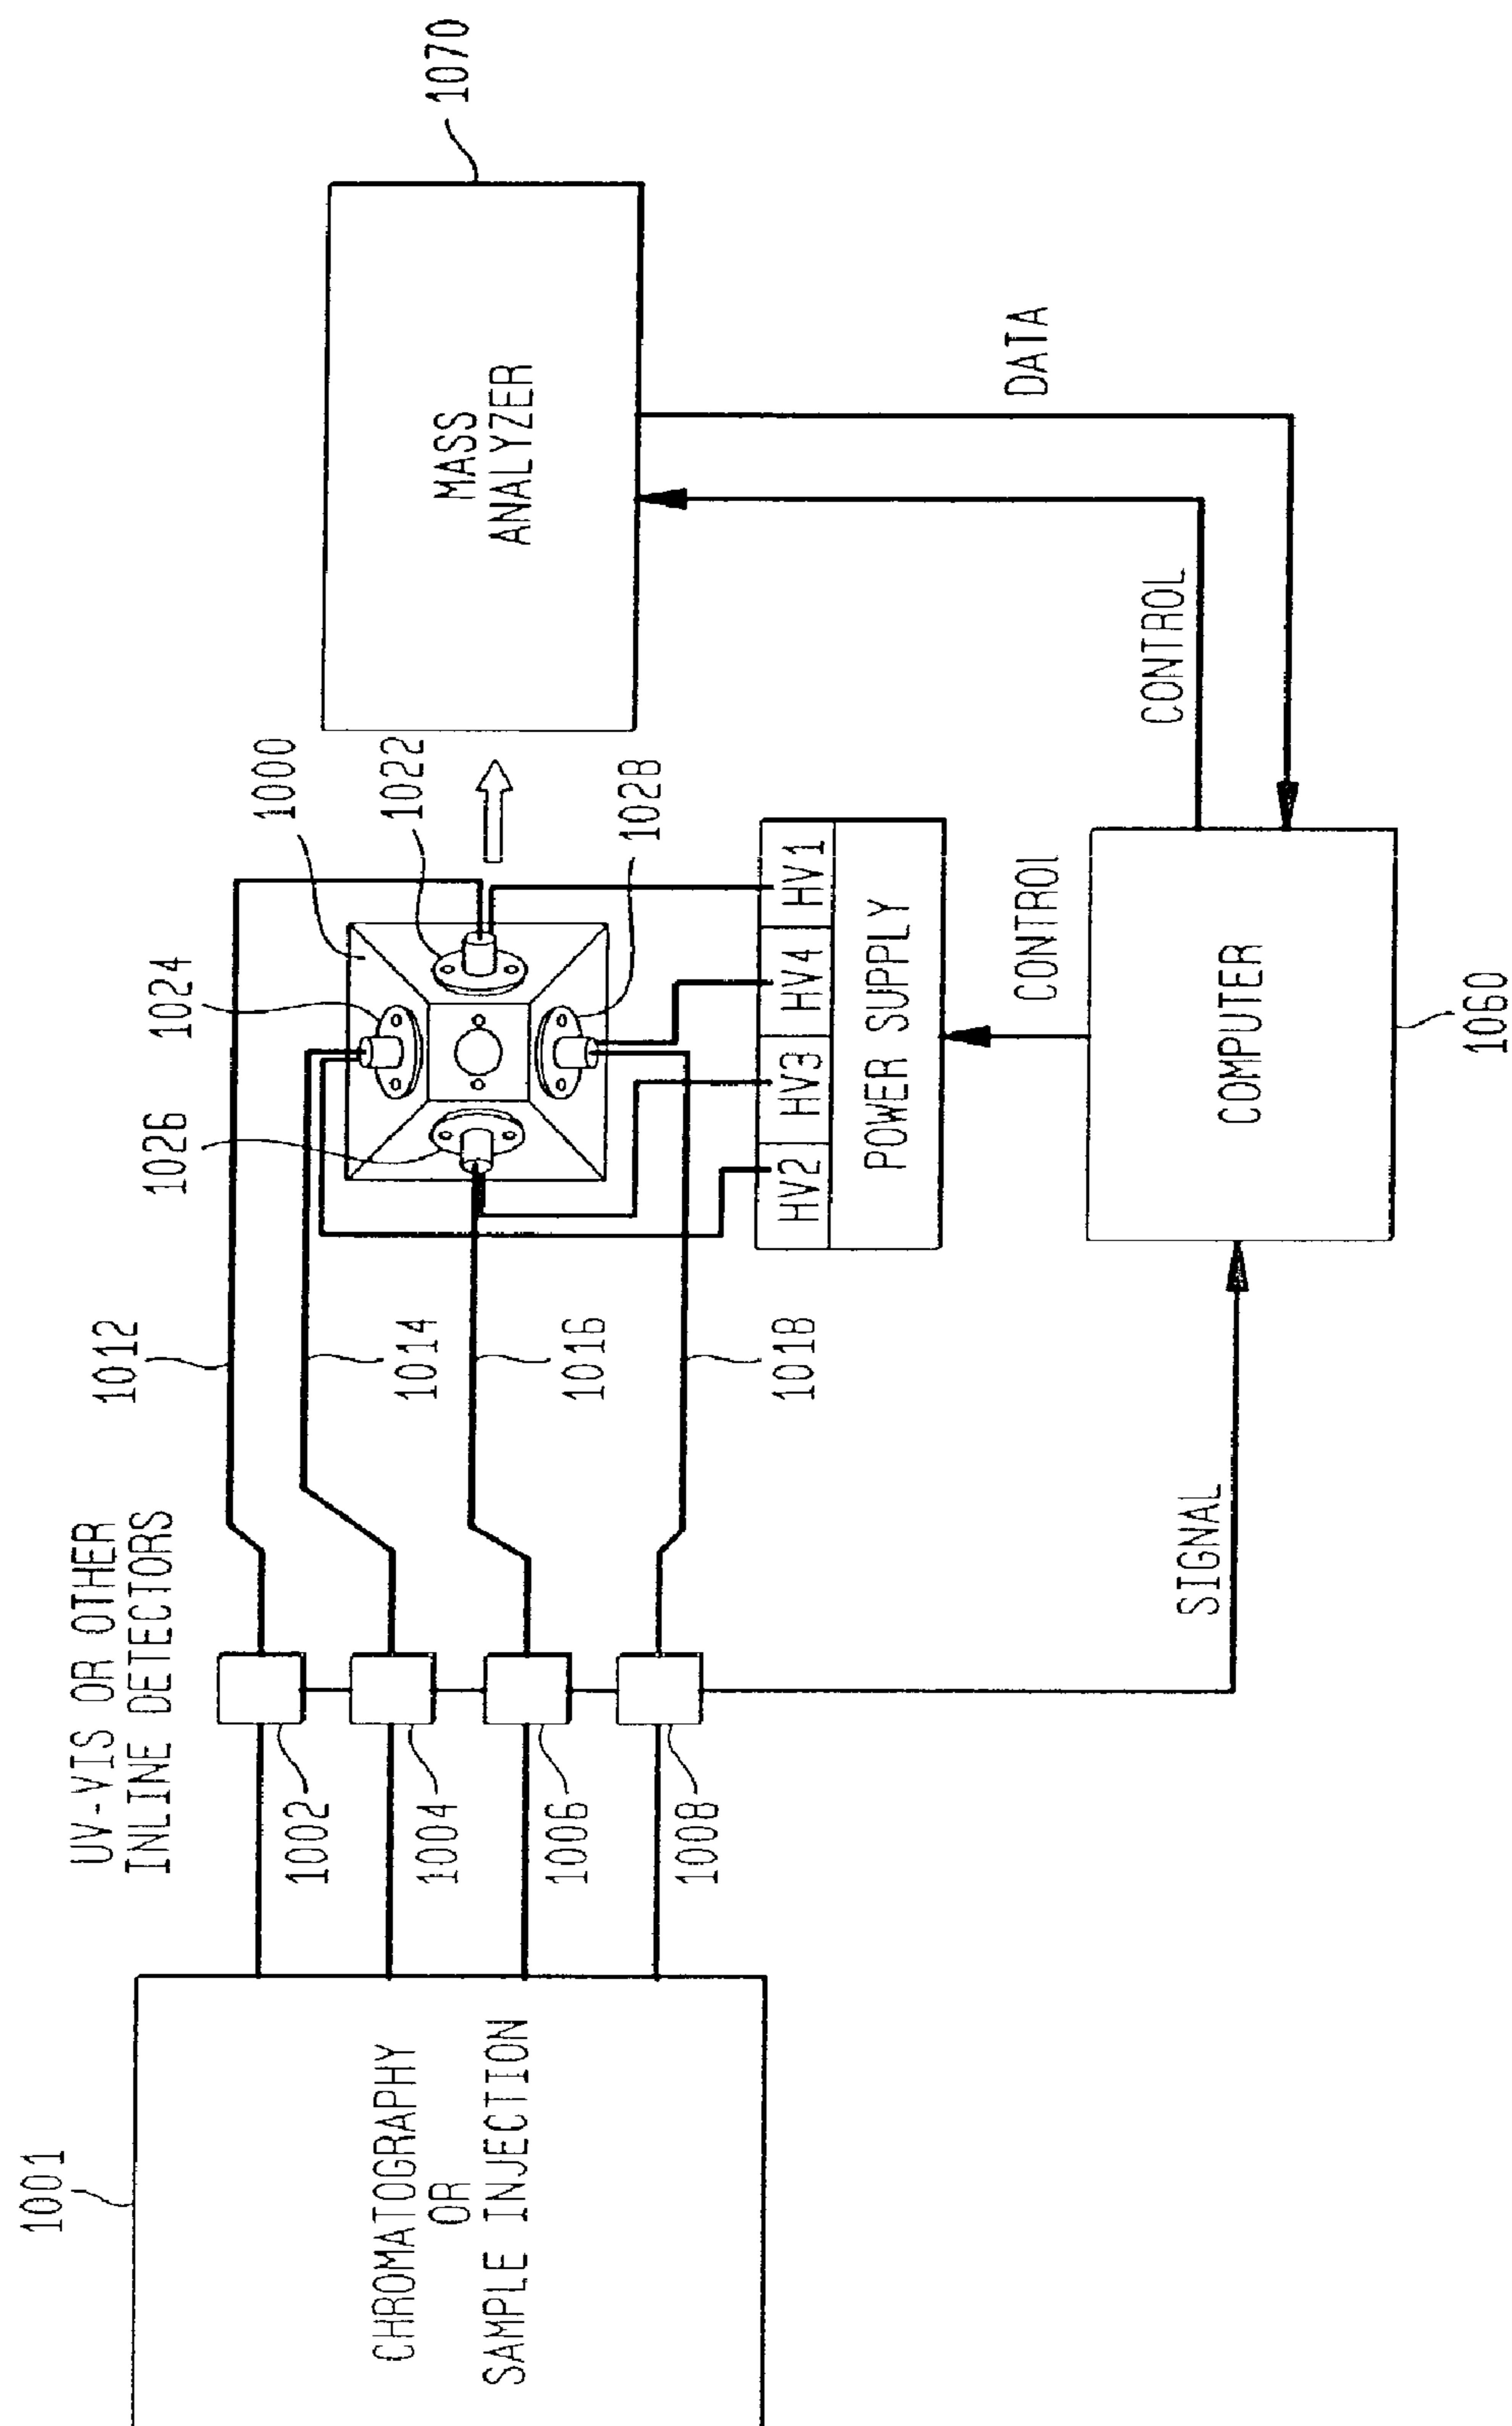 1001
CHROMATOGRAPHY
OR
SAMPLE INJECTION
UV-VIS OR OTHER
INLINE DETECTORS
1002
1004
1006
1008
1012
1014
1016
1018
1026
1024
1000
1022
1028
HV2
HV3
HV4
HV1
POWER SUPPLY
MASS
ANALYZER
1070
SIGNAL
CONTROL
COMPUTER
1060
CONTROL
DATA